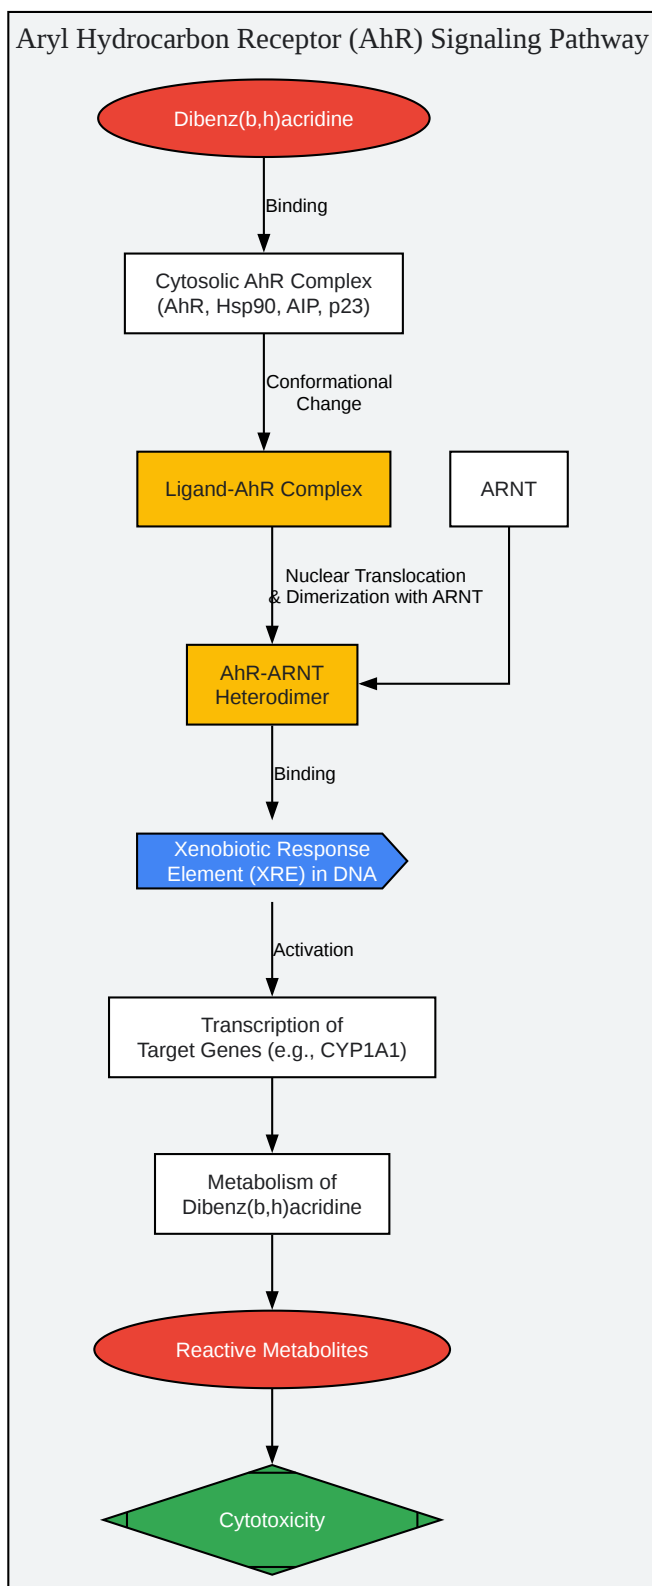 Aryl Hydrocarbon Receptor (AhR) Signaling Pathway
Dibenz(b,h)acridine
Binding
Cytosolic AhR Complex
(AhR, Hsp90, AIP, p23)
Conformational
Change
Ligand-AhR Complex
ARNT
Nuclear Translocation
& Dimerization with ARNT
AhR-ARNT
Heterodimer
Binding
Xenobiotic Response
Element (XRE) in DNA
Activation
Transcription of
Target Genes (e.g., CYP1A1)
Metabolism of
Dibenz(b,h)acridine
Reactive Metabolites
Cytotoxicity